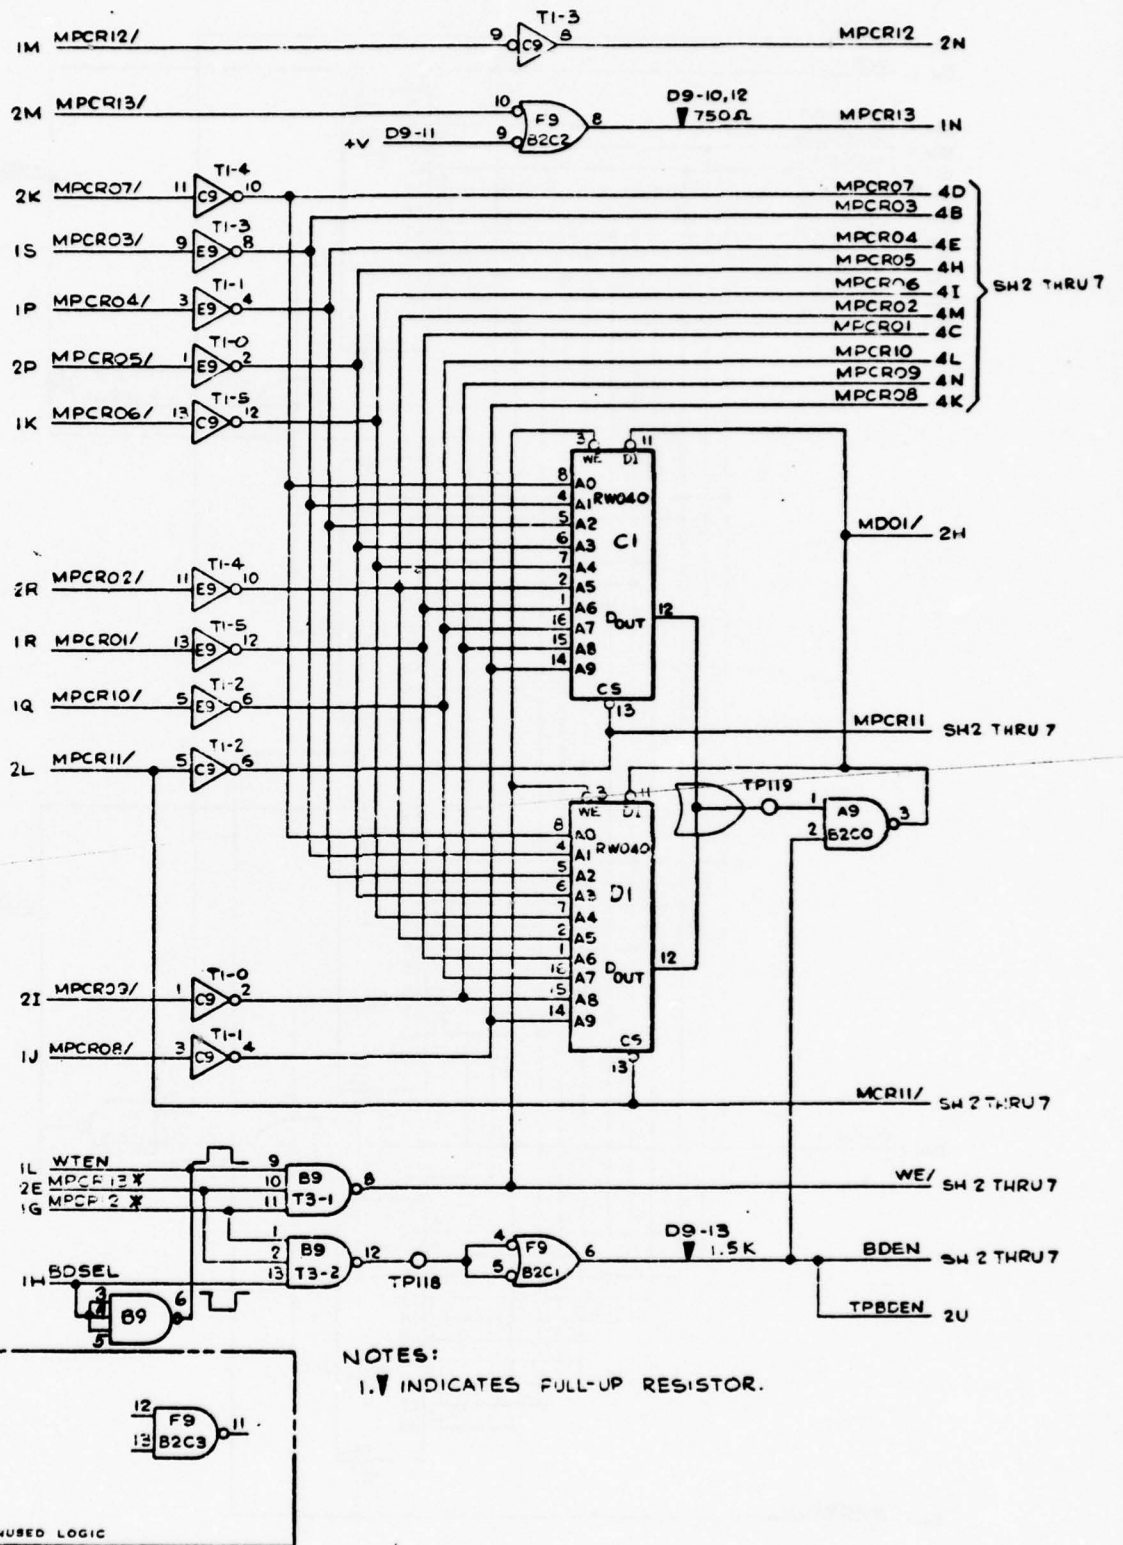 T1-3
1M MPCR12/ 9 C9 8 MPCR12 2N
D9-10,12
2M MPCR13/ 10 F9 8 750Ω MPCR13 1N
+V D9-11 9 B2C2
T1-4
2K MPCR07/ 11 C9 10 MPCR07 4D
MPCR03 4B
T1-3
1S MPCR03/ 9 E9 8 MPCR04 4E
MPCR05 4H
T1-1
1P MPCR04/ 3 E9 4 MPCR06 4I SH2 THRU 7
MPCR02 4M
MPCR01 4C
T1-0
2P MPCR05/ 1 E9 2 MPCR10 4L
MPCR09 4N
T1-5
1K MPCR06/ 13 C9 12 MPCR08 4K
3 11
WE DI
8 A0
4 A1 RW040
5 A2
6 A3 C1
7 A4
2 A5
1 A6
16 A7 DOUT 12
15 A8
14 A9
CS
13
MDO1/ 2H
T1-4
2R MPCR02/ 11 E9 10
T1-5
1R MPCR01/ 13 E9 12
T1-2
1Q MPCR10/ 5 E9 6
MPCR11 SH2 THRU 7
T1-2
2L MPCR11/ 5 C9 6
3 11
WE DI
8 A0
4 A1 RW040
5 A2
6 A3 D1
7 A4
2 A5
1 A6
16 A7 DOUT 12
15 A8
14 A9
CS
13
TP119
1 A9 3
2 B2C0
T1-0
2I MPCR09/ 1 C9 2
T1-1
1J MPCR08/ 3 C9 4
MCR11/ SH 2 THRU 7
1L WTEN 9 B9 8 WE/ SH 2 THRU 7
2E MPCR13* 10 T3-1
1G MPCR12* 11
1 B9 12 TP118 4 F9 6 D9-13 1.5K BDEN SH 2 THRU 7
2 T3-2 5 B2C1
1H BDSEL 13
TPBDEN 2U
3 B9 6
4
5
NOTES:
1. INDICATES PULL-UP RESISTOR.
12 F9 11
13 B2C3
NUSED LOGIC